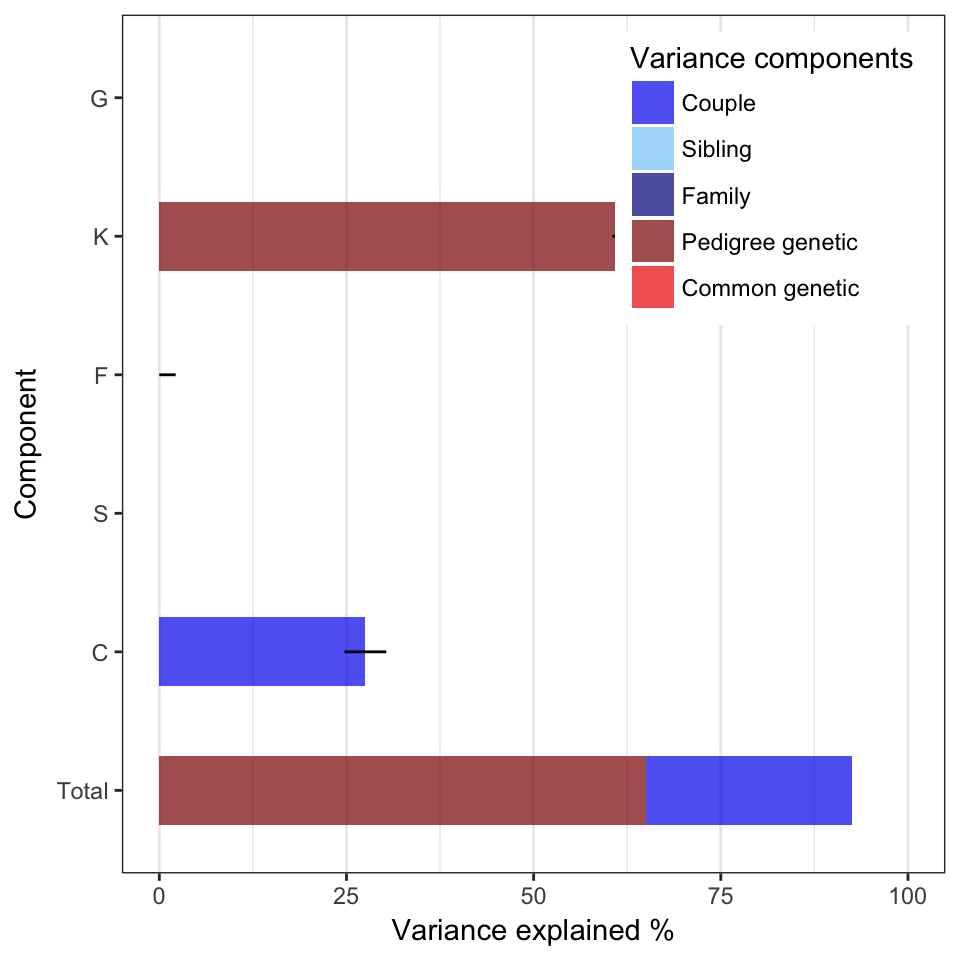 Variance components
Couple
Sibling
Family
Pedigree genetic
Common genetic
G
K
F
S
C
Total
Component
0 25 50 75 100
Variance explained %